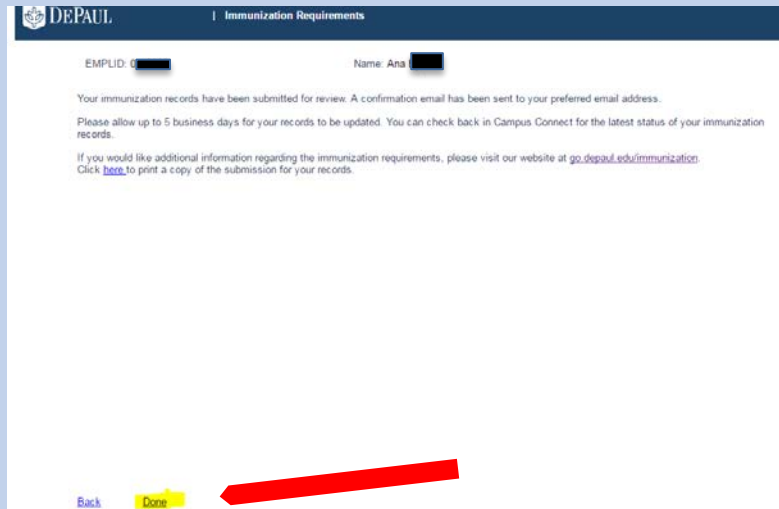 DEPAUL | Immunization Requirements
EMPLID: 0 Name: Ana
Your immunization records have been submitted for review. A confirmation email has been sent to your preferred email address.
Please allow up to 5 business days for your records to be updated. You can check back in Campus Connect for the latest status of your immunization
records.
If you would like additional information regarding the immunization requirements, please visit our website at go.depaul.edu/immunization.
Click here to print a copy of the submission for your records.
Back Done